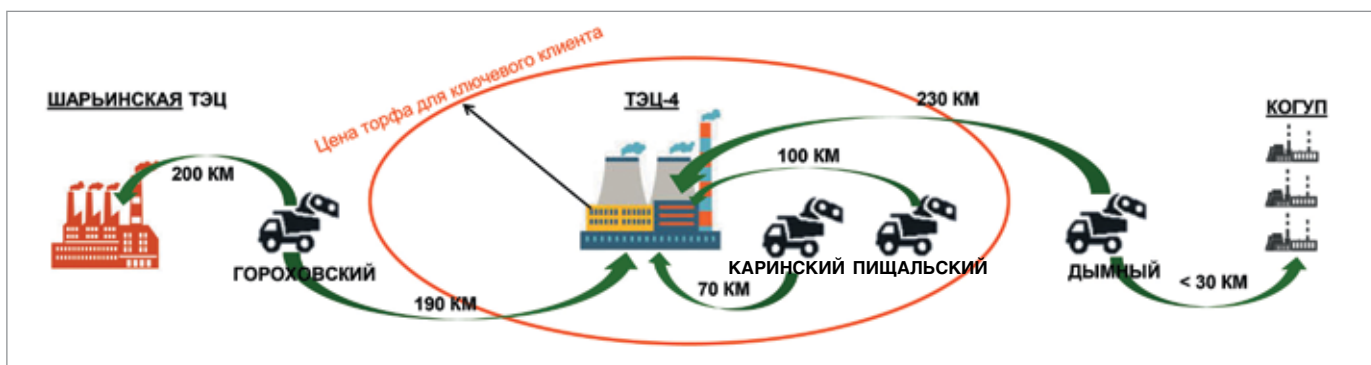 ШАРЬИНСКАЯ ТЭЦ
200 КМ
ГОРОХОВСКИЙ
190 КМ
Цена торфа для ключевого клиента
ТЭЦ-4
100 КМ
КАРИНСКИЙ
ПИЩАЛЬСКИЙ
70 КМ
230 КМ
ДЫМНЫЙ
КОГУП
< 30 КМ